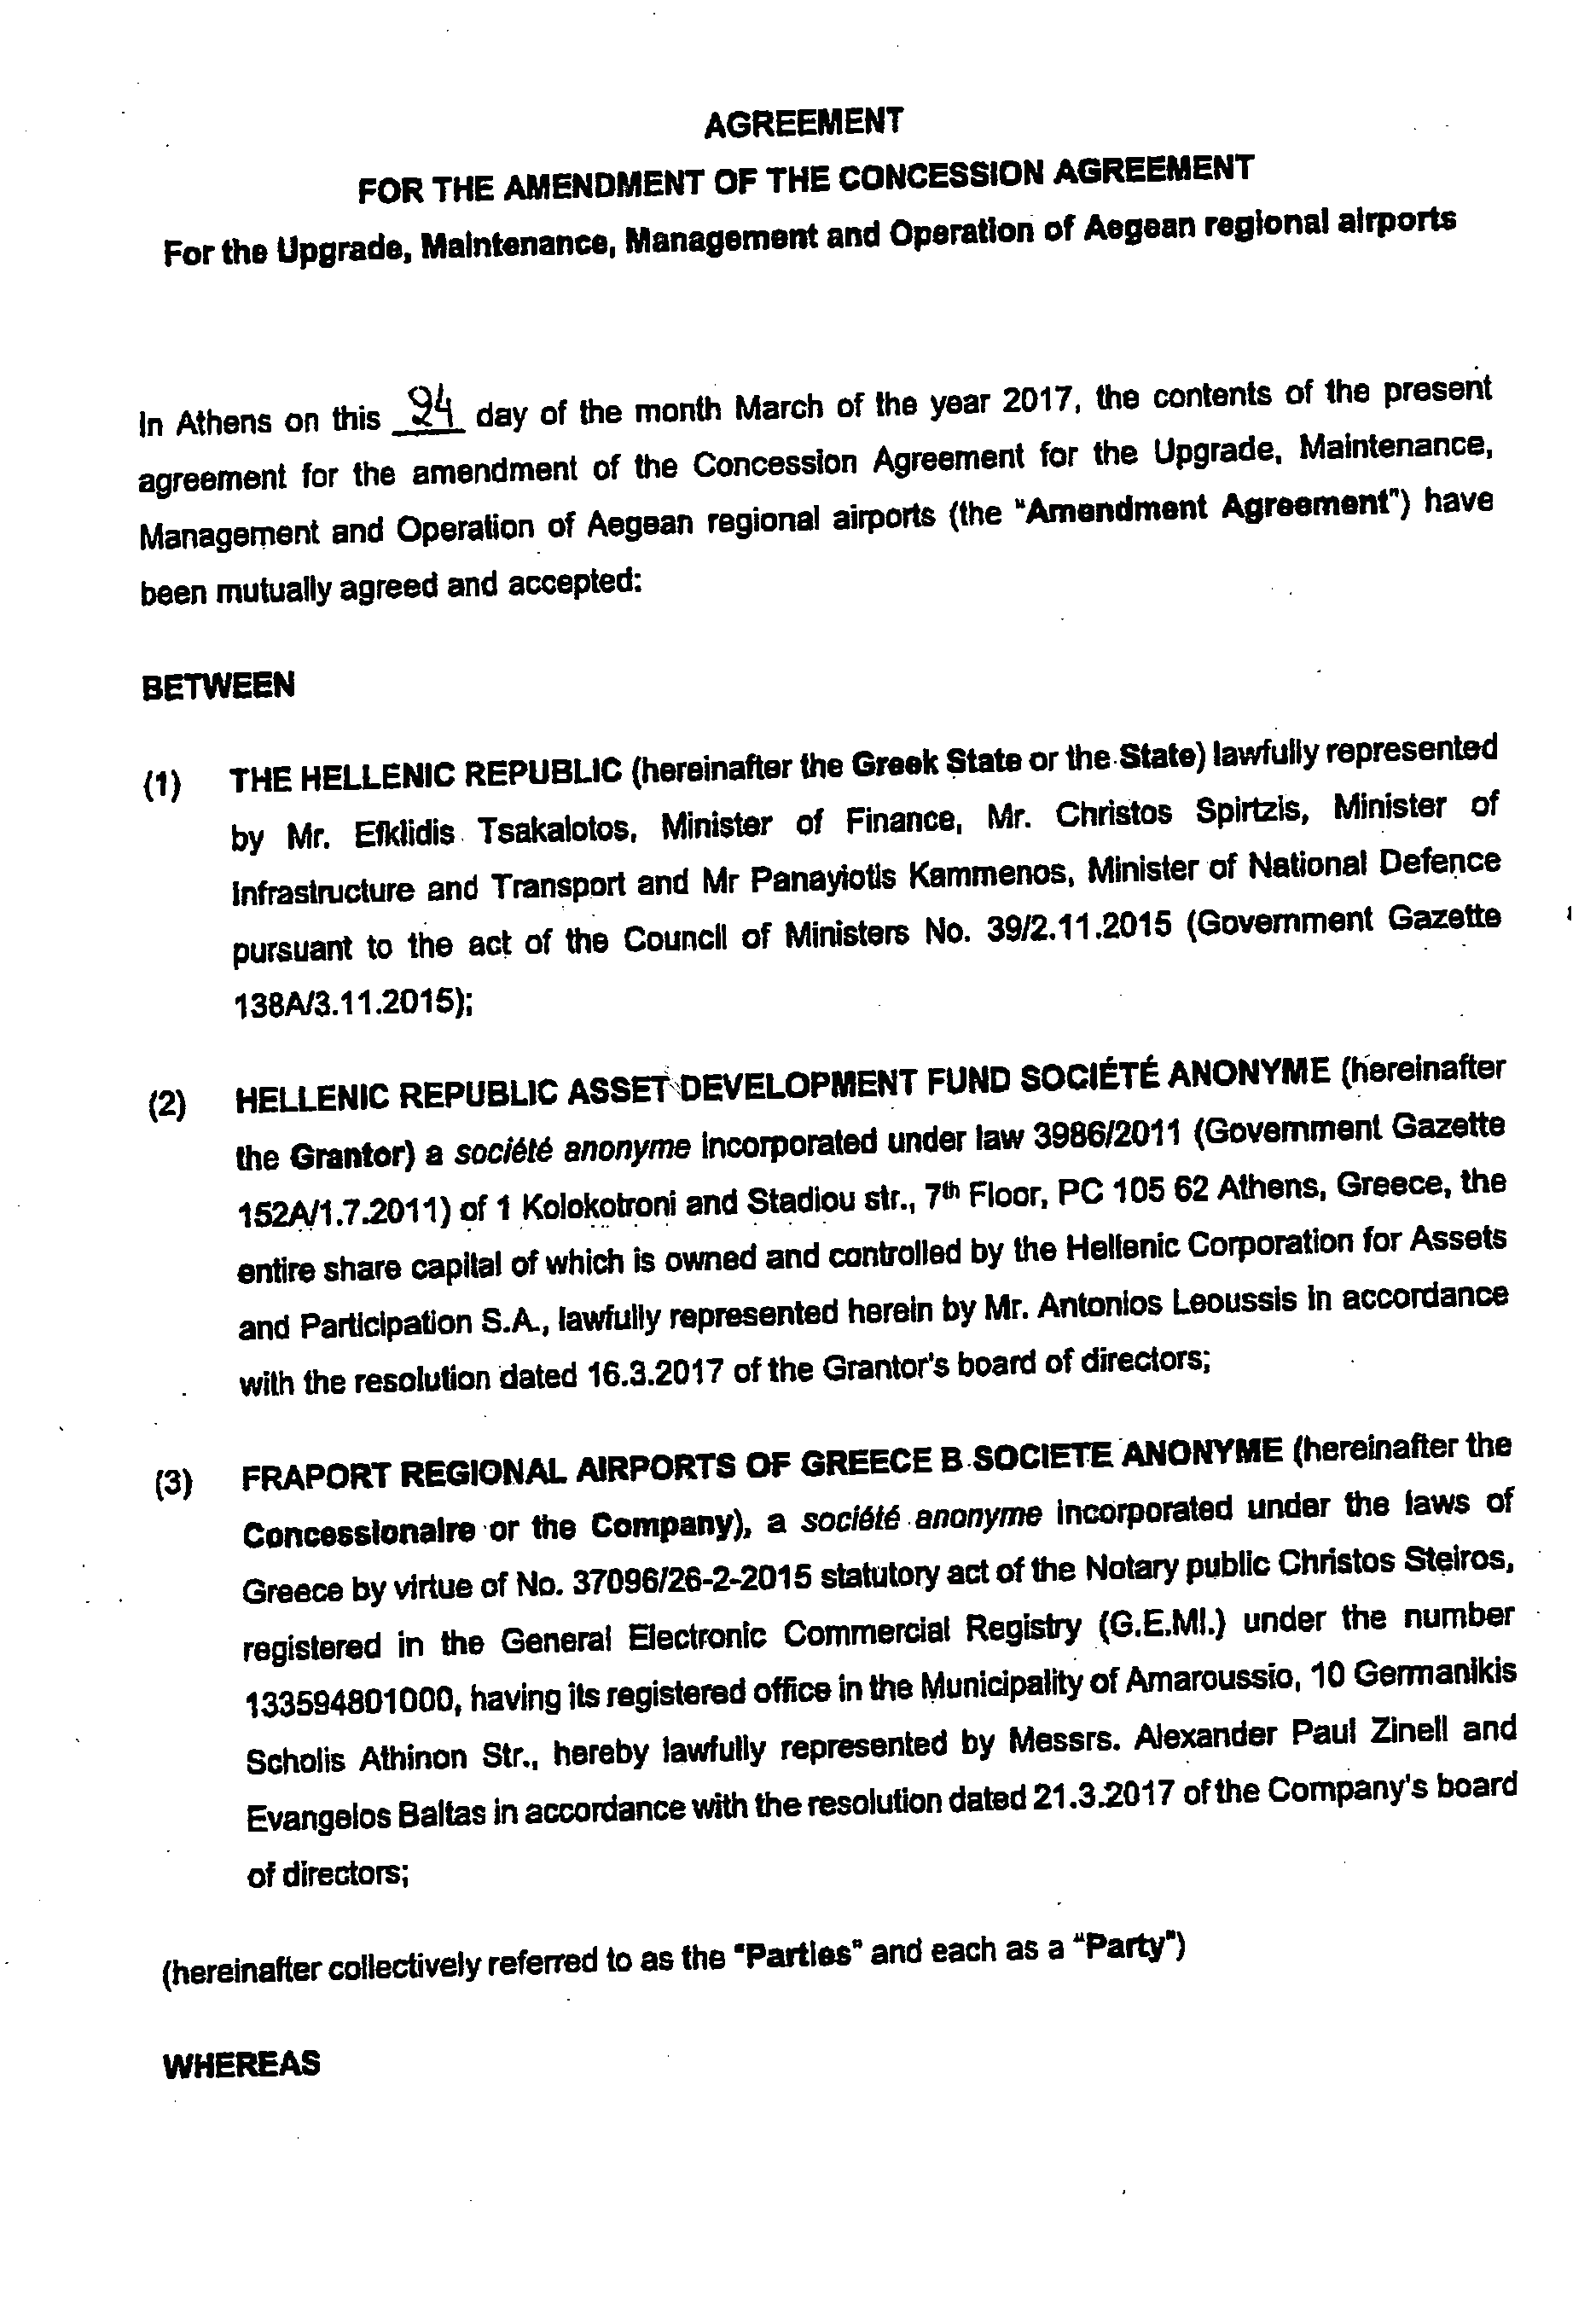 AGREEMENT
FOR THE AMENDMENT OF THE CONCESSION AGREEMENT
For the Upgrade, Maintenance, Management and Operation of Aegean regional airports
In Athens on this 24 day of the month March of the year 2017, the contents of the present
agreement for the amendment of the Concession Agreement for the Upgrade, Maintenance,
Management and Operation of Aegean regional airports (the "Amendment Agreement") have
been mutually agreed and accepted:
BETWEEN
(1) THE HELLENIC REPUBLIC (hereinafter the Greek State or the State) lawfully represented
by Mr. Efklidis Tsakalotos, Minister of Finance, Mr. Christos Spirtzis, Minister of
Infrastructure and Transport and Mr Panayiotis Kammenos, Minister of National Defence
pursuant to the act of the Council of Ministers No. 39/2.11.2015 (Government Gazette
138A/3.11.2015);
(2) HELLENIC REPUBLIC ASSET DEVELOPMENT FUND SOCIÉTÉ ANONYME (hereinafter
the Grantor) a société anonyme incorporated under law 3986/2011 (Government Gazette
152A/1.7.2011) of 1 Kolokotroni and Stadiou str., 7th Floor, PC 105 62 Athens, Greece, the
entire share capital of which is owned and controlled by the Hellenic Corporation for Assets
and Participation S.A., lawfully represented herein by Mr. Antonios Leoussis in accordance
with the resolution dated 16.3.2017 of the Grantor's board of directors;
(3) FRAPORT REGIONAL AIRPORTS OF GREECE B SOCIETE ANONYME (hereinafter the
Concessionaire or the Company), a société anonyme incorporated under the laws of
Greece by virtue of No. 37096/26-2-2015 statutory act of the Notary public Christos Steiros,
registered in the General Electronic Commercial Registry (G.E.MI.) under the number
133594801000, having its registered office in the Municipality of Amaroussio, 10 Germanikis
Scholis Athinon Str., hereby lawfully represented by Messrs. Alexander Paul Zinell and
Evangelos Baltas in accordance with the resolution dated 21.3.2017 of the Company's board
of directors;
(hereinafter collectively referred to as the "Parties" and each as a "Party")
WHEREAS